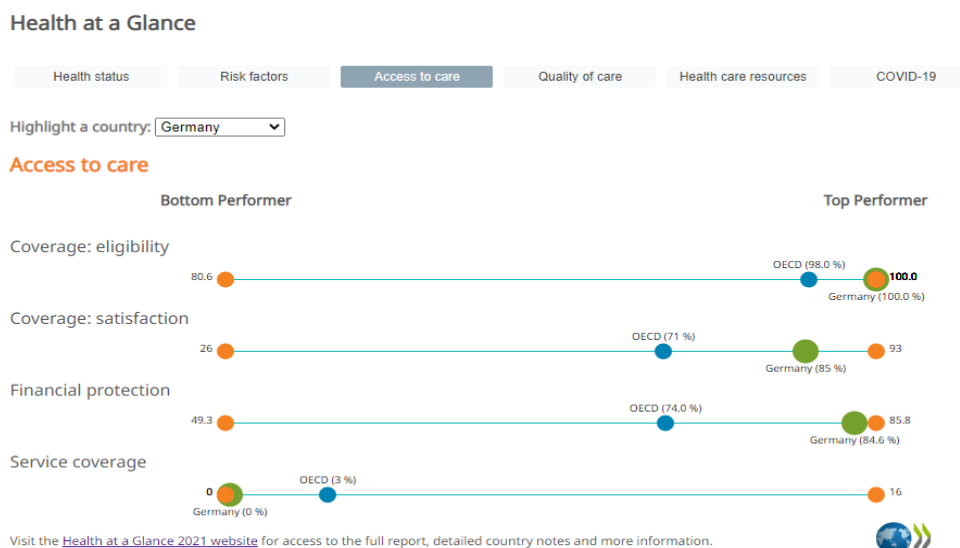 Health at a Glance
Health status Risk factors Access to care Quality of care Health care resources COVID-19
Highlight a country: Germany
Access to care
Bottom Performer Top Performer
Coverage: eligibility
OECD (98.0 %)
80.6 100.0
Germany (100.0 %)
Coverage: satisfaction
OECD (71 %)
26 93
Germany (85 %)
Financial protection
OECD (74.0 %)
49.3 85.8
Germany (84.6 %)
Service coverage
OECD (3 %)
0 16
Germany (0 %)
Visit the Health at a Glance 2021 website for access to the full report, detailed country notes and more information.